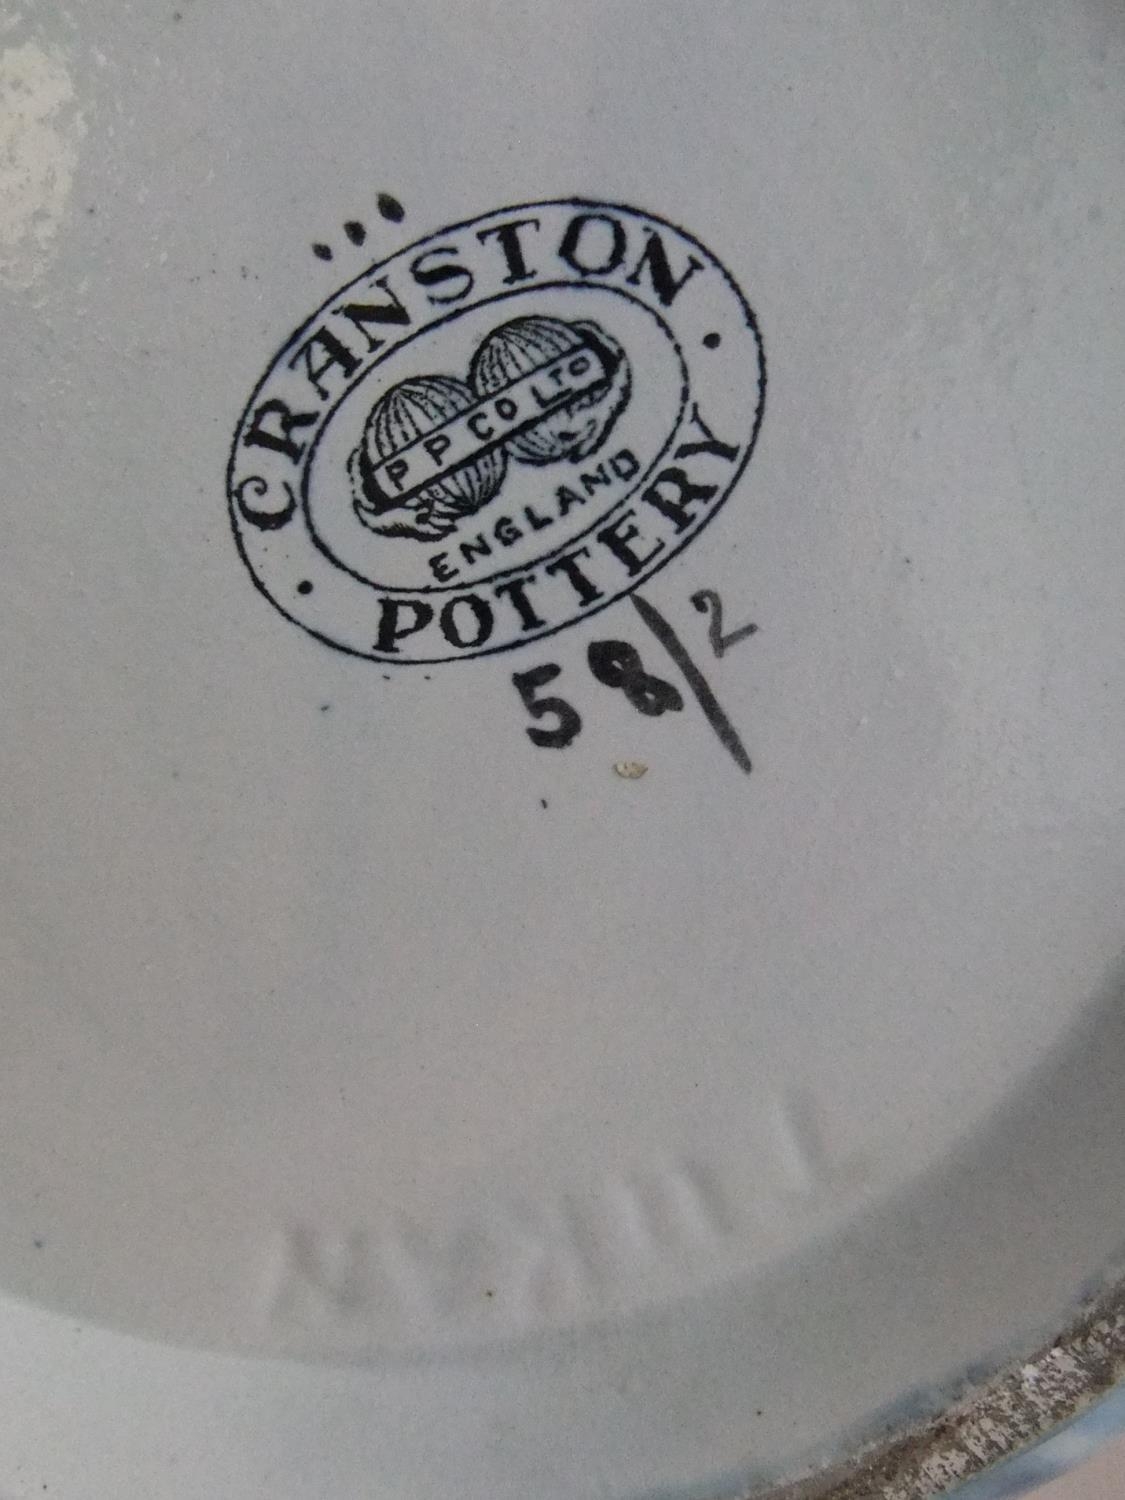 CRANSTON
P P CO LTD
ENGLAND
POTTERY
58/2